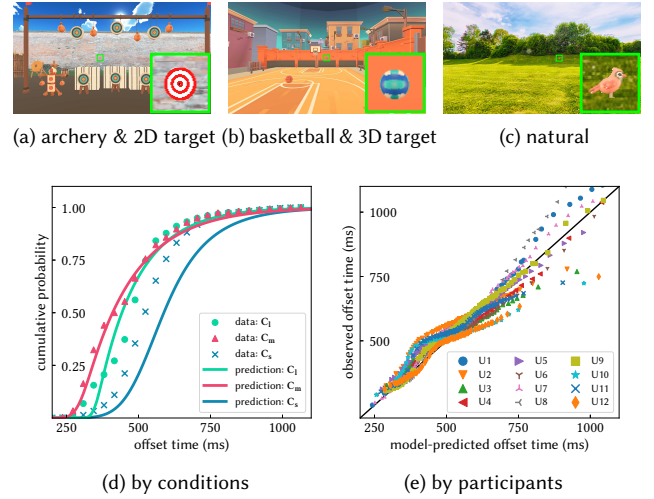 (a) archery & 2D target (b) basketball & 3D target (c) natural
cumulative probability
1.00
0.75
0.50
0.25
data: C_l
data: C_m
data: C_s
prediction: C_l
prediction: C_m
prediction: C_s
250 500 750 1000
offset time (ms)
(d) by conditions
observed offset time (ms)
1000
750
500
U1 U5 U9
U2 U6 U10
U3 U7 U11
U4 U8 U12
250 500 750 1000
model-predicted offset time (ms)
(e) by participants